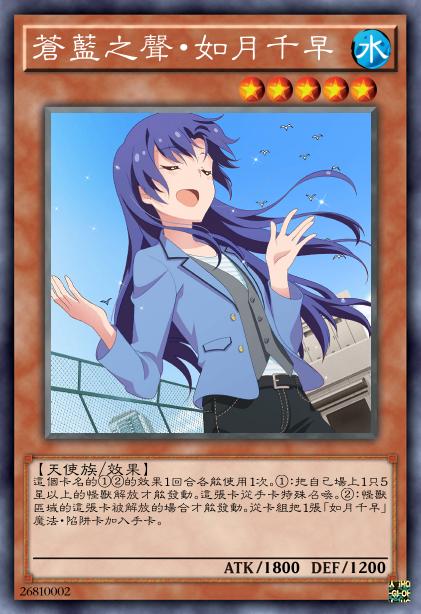 蒼藍之聲・如月千早
水
【天使族/效果】
這個卡名的①②的效果1回合各能使用1次。①：把自己場上1只5
星以上的怪獸解放才能發動。這張卡從手卡特殊召喚。②：怪獸
區域的這張卡被解放的場合才能發動。從卡組把1張「如月千早」
魔法・陷阱卡加入手卡。
ATK/1800 DEF/1200
26810002